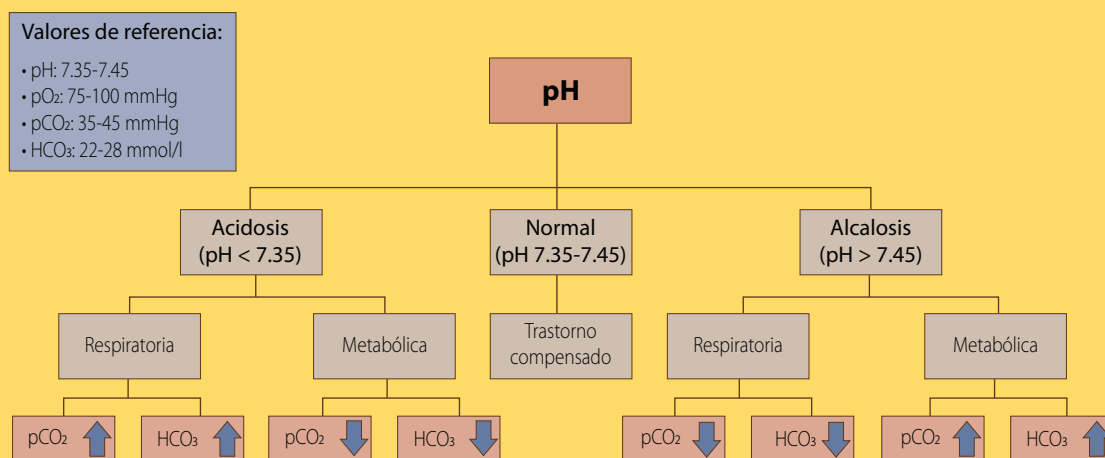 Valores de referencia:
• pH: 7.35-7.45
• pO₂: 75-100 mmHg
• pCO₂: 35-45 mmHg
• HCO₃: 22-28 mmol/l
pH
Acidosis
(pH < 7.35)
Normal
(pH 7.35-7.45)
Alcalosis
(pH > 7.45)
Respiratoria
Metabólica
Trastorno
compensado
Respiratoria
Metabólica
pCO₂
HCO₃
pCO₂
HCO₃
pCO₂
HCO₃
pCO₂
HCO₃